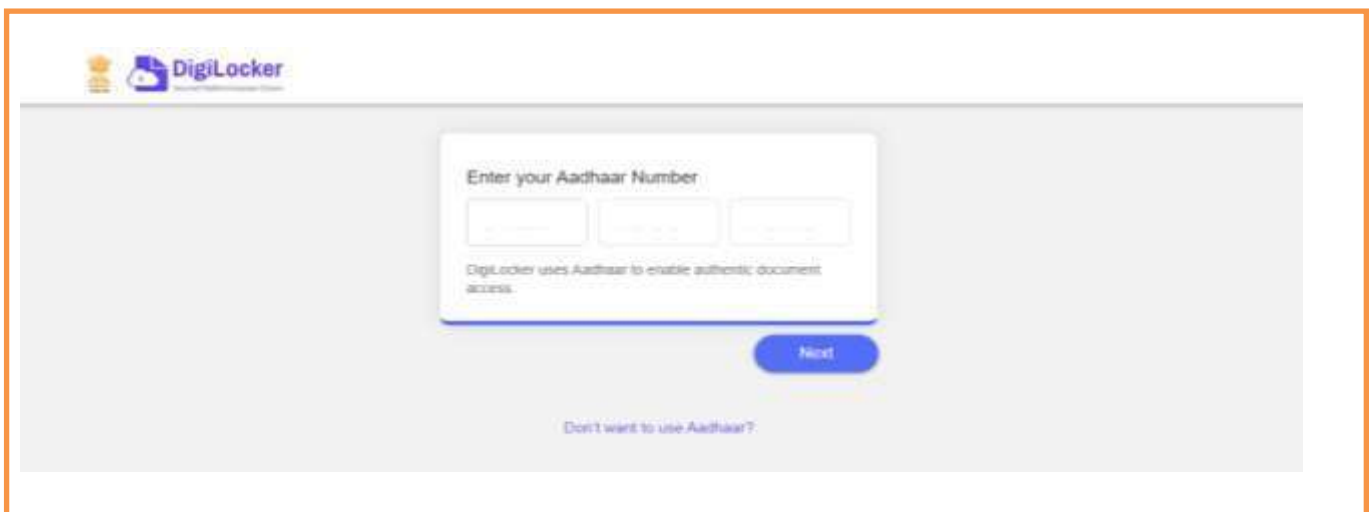 DigiLocker
Enter your Aadhaar Number
DigiLocker uses Aadhaar to enable authentic document
access.
Next
Don't want to use Aadhaar?